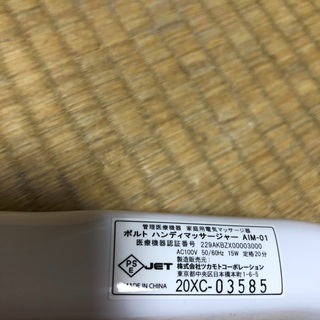 管理医療機器 家庭用電気マッサージ器
ボルト ハンディマッサージャー AIM-01
医療機器認証番号 229AKBZX00003000
AC100V 50/60Hz 15W 定格20分
製造販売元
株式会社ツカモトコーポレーション
東京都中央区日本橋本町1-6-5
PS
E
JET
MADE IN CHINA
20XC-03585